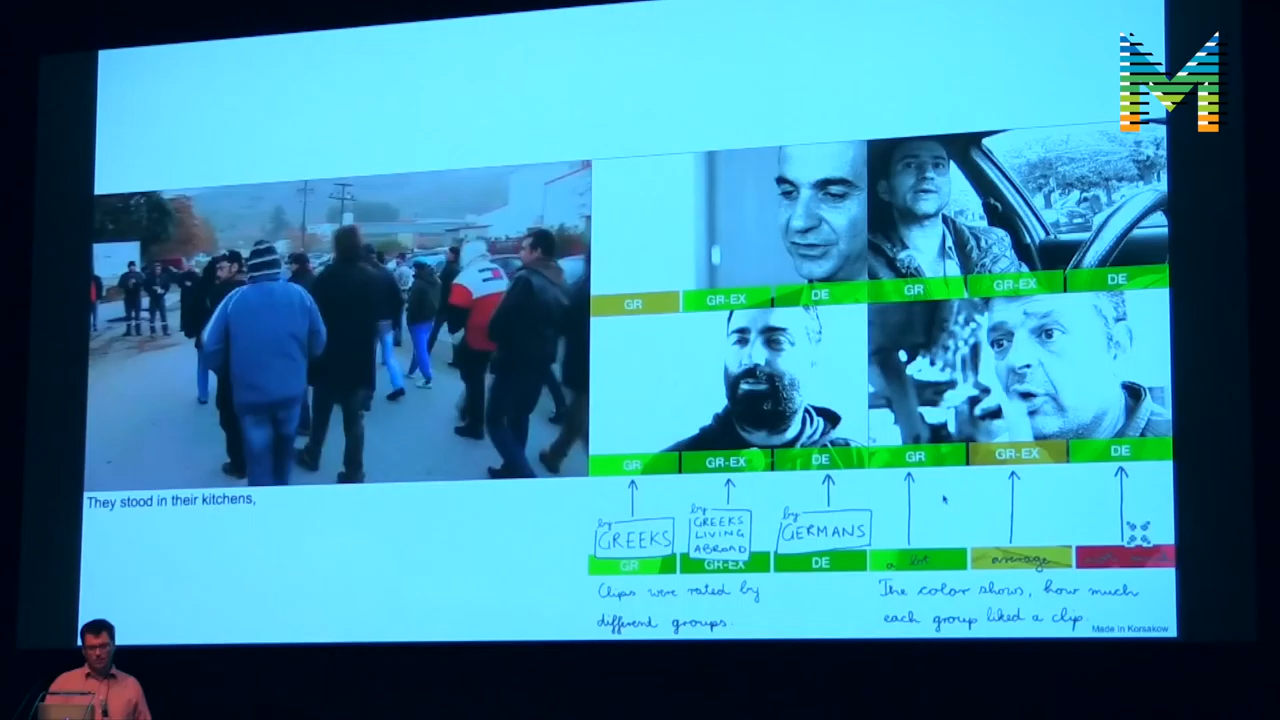 M
GR GR-EX DE GR GR-EX DE
GR GR-EX DE GR GR-EX DE
They stood in their kitchens,
by GREEKS
by GREEKS LIVING ABROAD
by GERMANS
GR GR-EX DE a lot average
Clips were rated by
different groups.
The color shows, how much
each group liked a clip.
Made in Korsakow